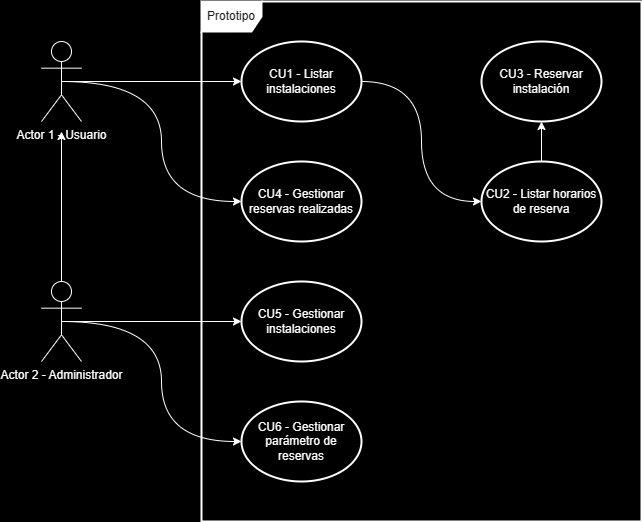 Prototipo
CU1 - Listar
instalaciones
CU3 - Reservar
instalación
Actor 1 - Usuario
CU4 - Gestionar
reservas realizadas
CU2 - Listar horarios
de reserva
CU5 - Gestionar
instalaciones
Actor 2 - Administrador
CU6 - Gestionar
parámetro de
reservas